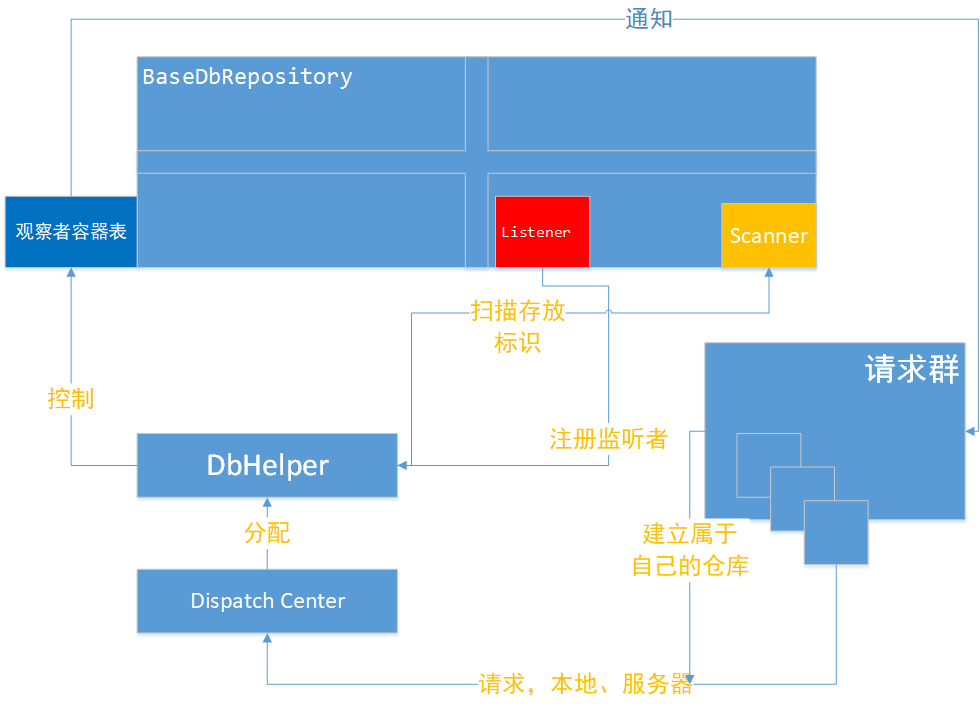 通知
BaseDbRepository
观察者容器表
Listener
Scanner
扫描存放
标识
请求群
控制
注册监听者
DbHelper
分配
建立属于
自己的仓库
Dispatch Center
请求，本地、服务器